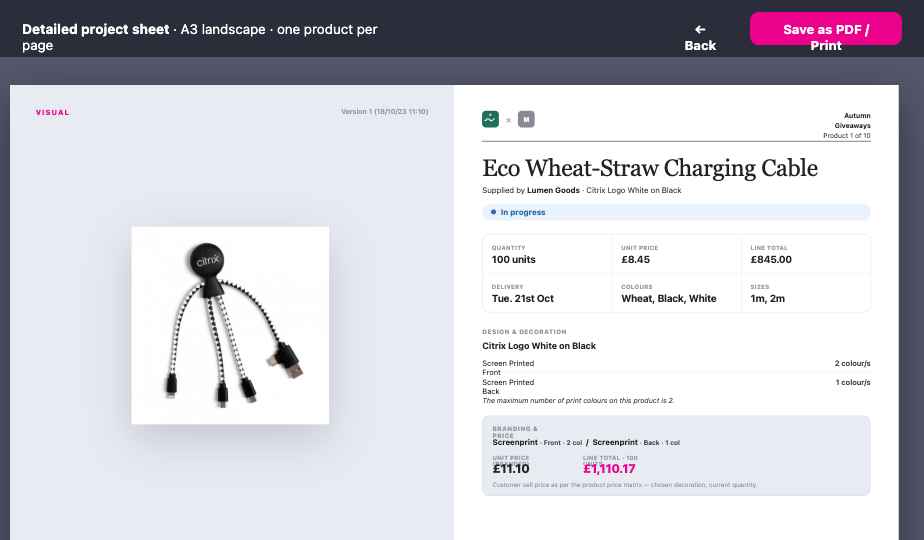 Detailed project sheet · A3 landscape · one product per
page
←
Back
Save as PDF /
Print
VISUAL
Version 1 (18/10/23 11:10)
citrix
× M
Autumn
Giveaways
Product 1 of 10
Eco Wheat-Straw Charging Cable
Supplied by Lumen Goods · Citrix Logo White on Black
In progress
QUANTITY
100 units
UNIT PRICE
£8.45
LINE TOTAL
£845.00
DELIVERY
Tue. 21st Oct
COLOURS
Wheat, Black, White
SIZES
1m, 2m
DESIGN & DECORATION
Citrix Logo White on Black
Screen Printed 2 colour/s
Front
Screen Printed 1 colour/s
Back
The maximum number of print colours on this product is 2.
BRANDING &
PRICE
Screenprint · Front · 2 col / Screenprint · Back · 1 col
UNIT PRICE
£11.10
LINE TOTAL · 100
£1,110.17
Customer sell price as per the product price matrix — chosen decoration, current quantity.